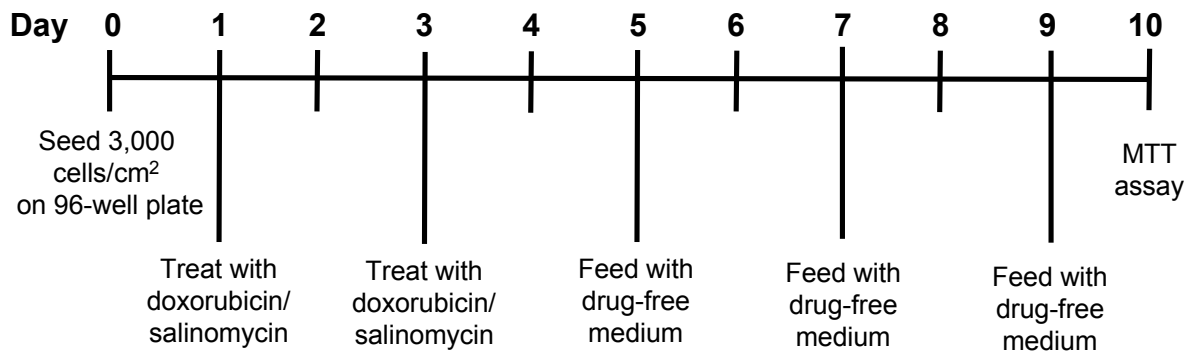 Day 0 1 2 3 4 5 6 7 8 9 10
Seed 3,000
cells/cm²
on 96-well plate
MTT
assay
Treat with
doxorubicin/
salinomycin
Treat with
doxorubicin/
salinomycin
Feed with
drug-free
medium
Feed with
drug-free
medium
Feed with
drug-free
medium